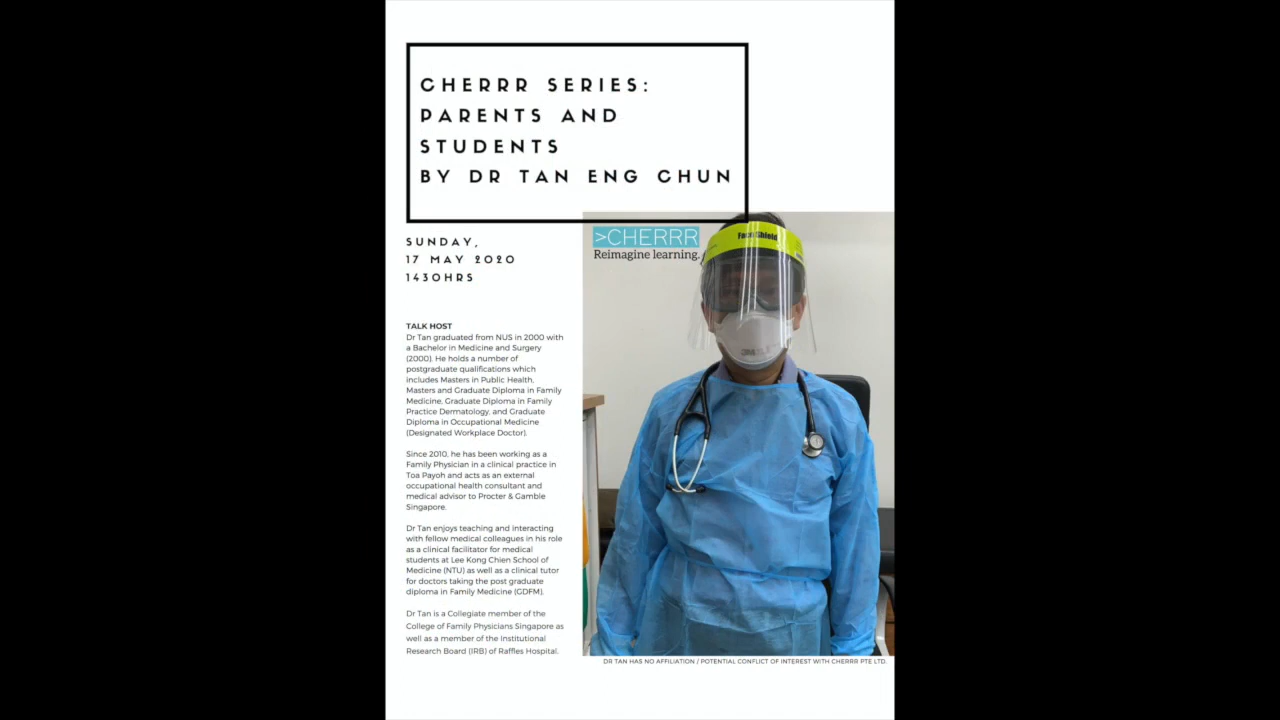 CHERRR SERIES:
PARENTS AND
STUDENTS
BY DR TAN ENG CHUN
SUNDAY,
17 MAY 2020
1430HRS
>CHERRR
Reimagine learning.
Face Shield
3M
TALK HOST
Dr Tan graduated from NUS in 2000 with
a Bachelor in Medicine and Surgery
(2000). He holds a number of
postgraduate qualifications which
includes Masters in Public Health,
Masters and Graduate Diploma in Family
Medicine, Graduate Diploma in Family
Practice Dermatology, and Graduate
Diploma in Occupational Medicine
(Designated Workplace Doctor).
Since 2010, he has been working as a
Family Physician in a clinical practice in
Toa Payoh and acts as an external
occupational health consultant and
medical advisor to Procter & Gamble
Singapore.
Dr Tan enjoys teaching and interacting
with fellow medical colleagues in his role
as a clinical facilitator for medical
students at Lee Kong Chien School of
Medicine (NTU) as well as a clinical tutor
for doctors taking the post graduate
diploma in Family Medicine (GDFM).
Dr Tan is a Collegiate member of the
College of Family Physicians Singapore as
well as a member of the Institutional
Research Board (IRB) of Raffles Hospital.
DR TAN HAS NO AFFILIATION / POTENTIAL CONFLICT OF INTEREST WITH CHERRR PTE LTD.